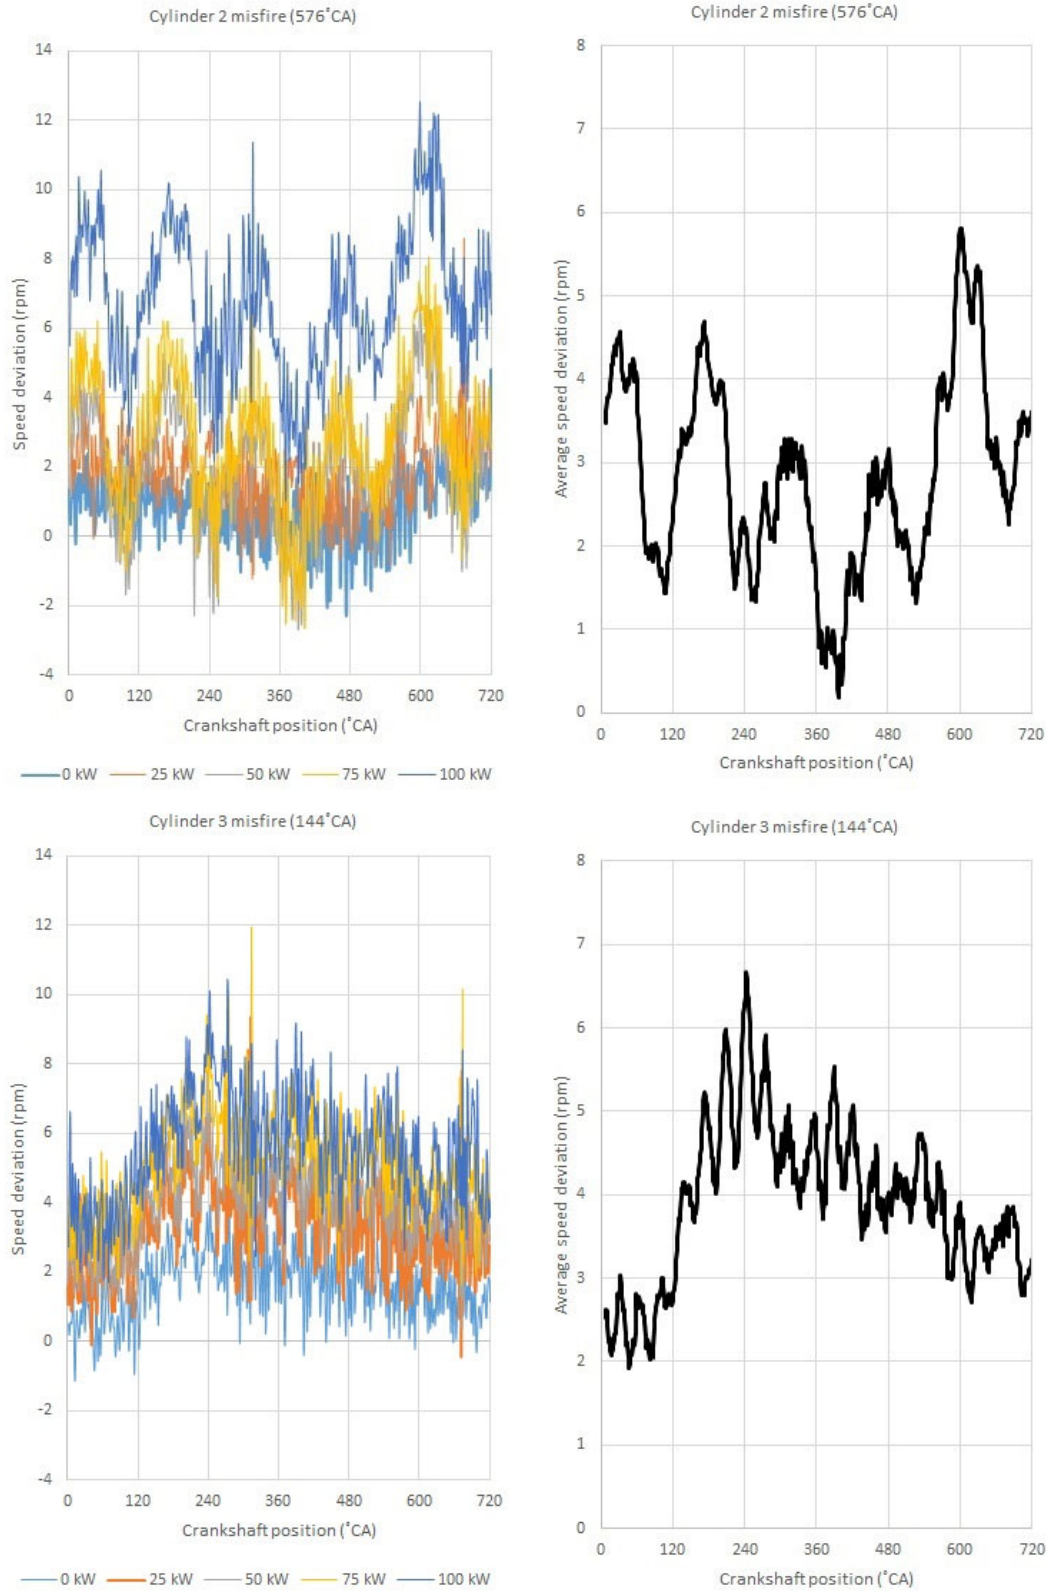 Cylinder 2 misfire (576°CA)
14
12
10
8
6
4
2
0
-2
-4
Speed deviation (rpm)
0 120 240 360 480 600 720
Crankshaft position (°CA)
0 kW 25 kW 50 kW 75 kW 100 kW
Cylinder 2 misfire (576°CA)
8
7
6
5
4
3
2
1
0
Average speed deviation (rpm)
0 120 240 360 480 600 720
Crankshaft position (°CA)
Cylinder 3 misfire (144°CA)
14
12
10
8
6
4
2
0
-2
-4
Speed deviation (rpm)
0 120 240 360 480 600 720
Crankshaft position (°CA)
0 kW 25 kW 50 kW 75 kW 100 kW
Cylinder 3 misfire (144°CA)
8
7
6
5
4
3
2
1
0
Average speed deviation (rpm)
0 120 240 360 480 600 720
Crankshaft position (°CA)